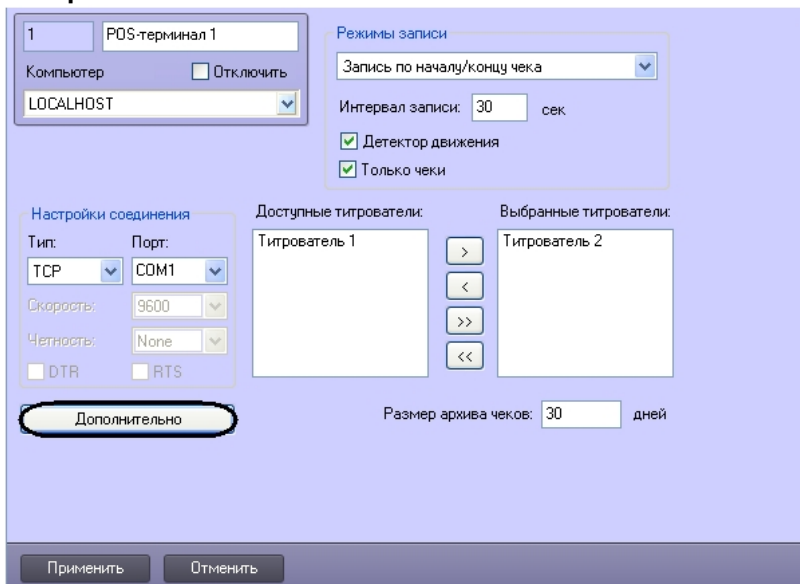 1 POS-терминал 1
Компьютер Отключить
LOCALHOST
Режимы записи
Запись по началу/концу чека
Интервал записи: 30 сек
Детектор движения
Только чеки
Настройки соединения
Тип: Порт:
TCP COM1
Скорость: 9600
Четность: None
DTR RTS
Дополнительно
Доступные титрователи: Выбранные титрователи:
Титрователь 1 Титрователь 2
>
<
>>
<<
Размер архива чеков: 30 дней
Применить Отменить